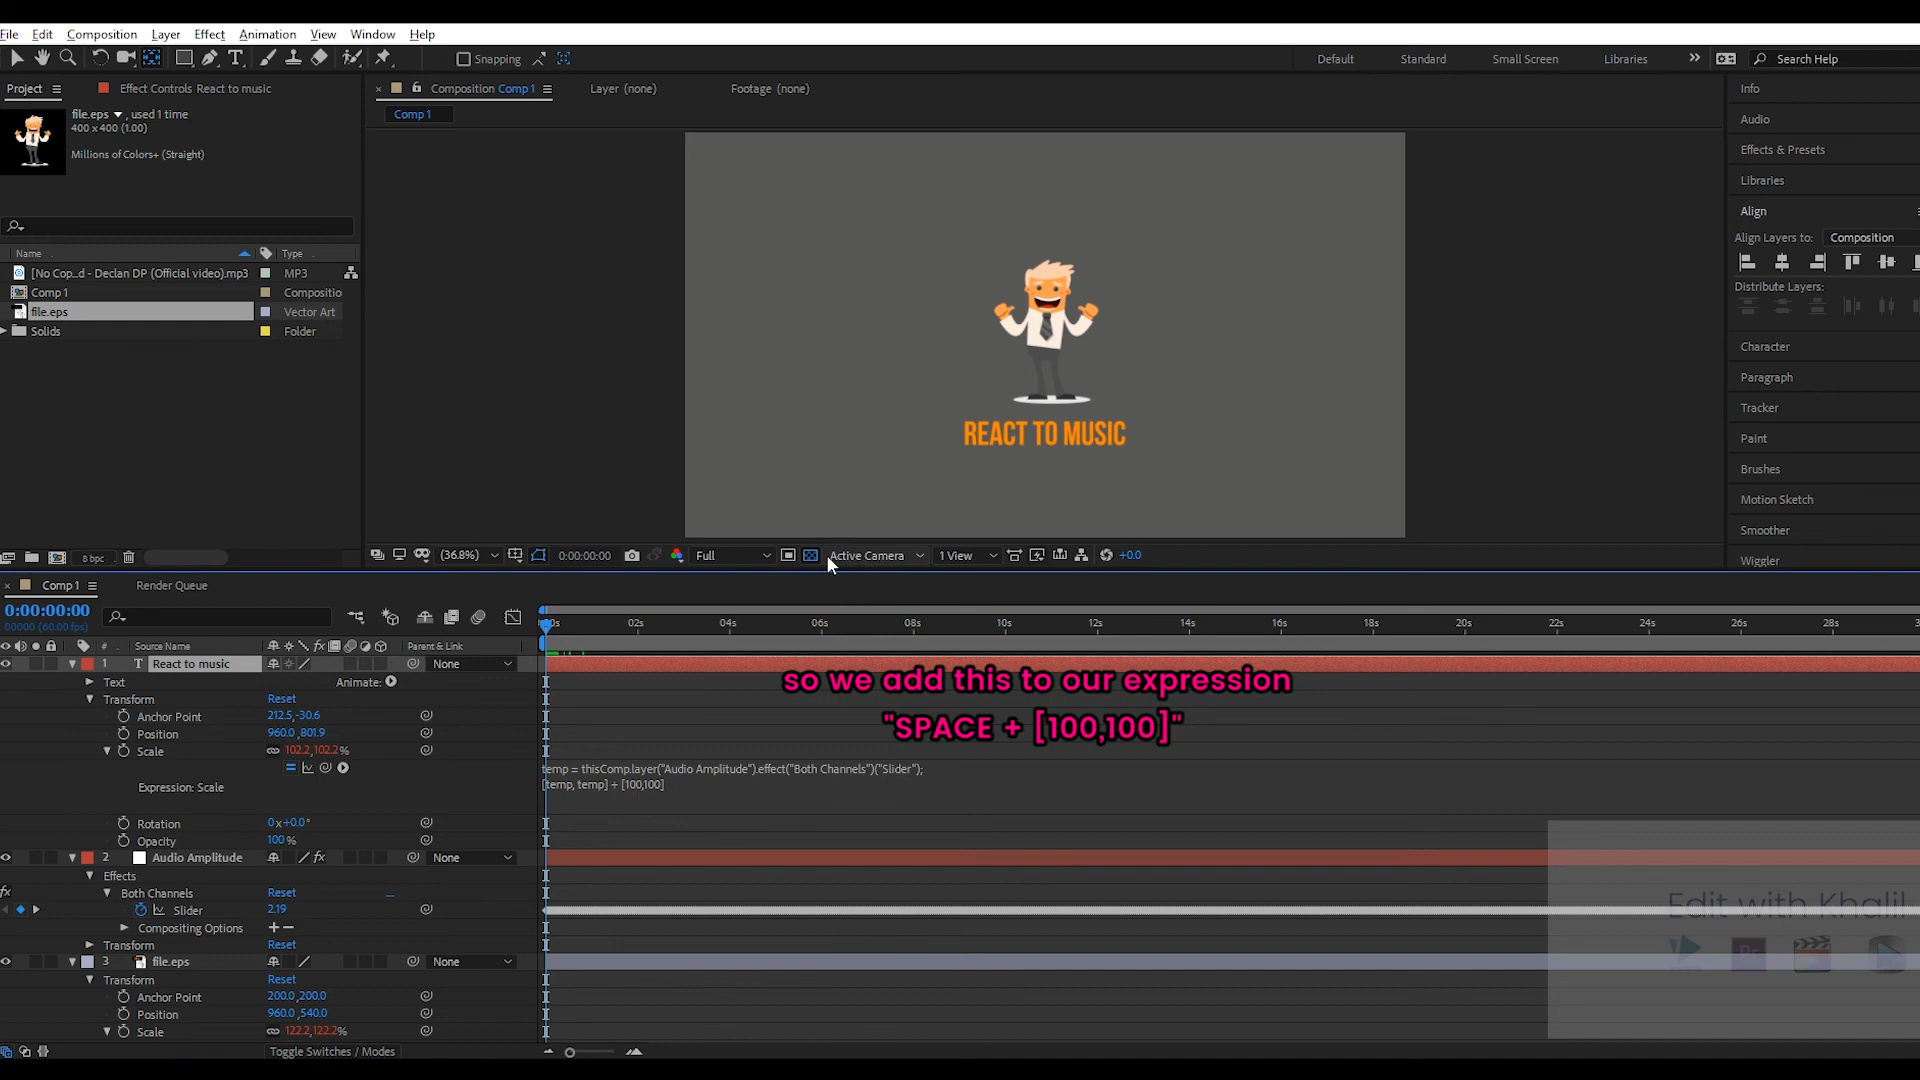 File Edit Composition Layer Effect Animation View Window Help
Snapping
Default Standard Small Screen Libraries Search Help
Project Effect Controls React to music
file.eps , used 1 time
400 x 400 (1.00)
Millions of Colors+ (Straight)
Name Type
[No Cop_d - Declan DP (Official video).mp3 MP3
Comp 1 Compositio
file.eps Vector Art
Solids Folder
8 bpc
Composition Comp 1 Layer (none) Footage (none)
Comp 1
REACT TO MUSIC
(36.8%) 0:00:00:00 Full Active Camera 1 View +0.0
Info
Audio
Effects & Presets
Libraries
Align
Align Layers to: Composition
Distribute Layers:
Character
Paragraph
Tracker
Paint
Brushes
Motion Sketch
Smoother
Wiggler
Comp 1 Render Queue
0:00:00:00
00000 (60.00 fps)
02s 04s 06s 08s 10s 12s 14s 16s 18s 20s 22s 24s 26s 28s
# Source Name Parent & Link
1 T React to music None
Text Animate:
Transform Reset
Anchor Point 212.5,-30.6
Position 960.0,801.9
Scale 102.2,102.2%
Expression: Scale
Rotation 0x+0.0°
Opacity 100%
so we add this to our expression
"SPACE + [100,100]"
temp = thisComp.layer("Audio Amplitude").effect("Both Channels")("Slider");
[temp, temp] + [100,100]
2 Audio Amplitude None
Effects
fx Both Channels Reset
Slider 2.19
Compositing Options + −
Transform Reset
3 file.eps None
Transform Reset
Anchor Point 200.0,200.0
Position 960.0,540.0
Scale 122.2,122.2%
Toggle Switches / Modes
Edit with Khalil
Pr